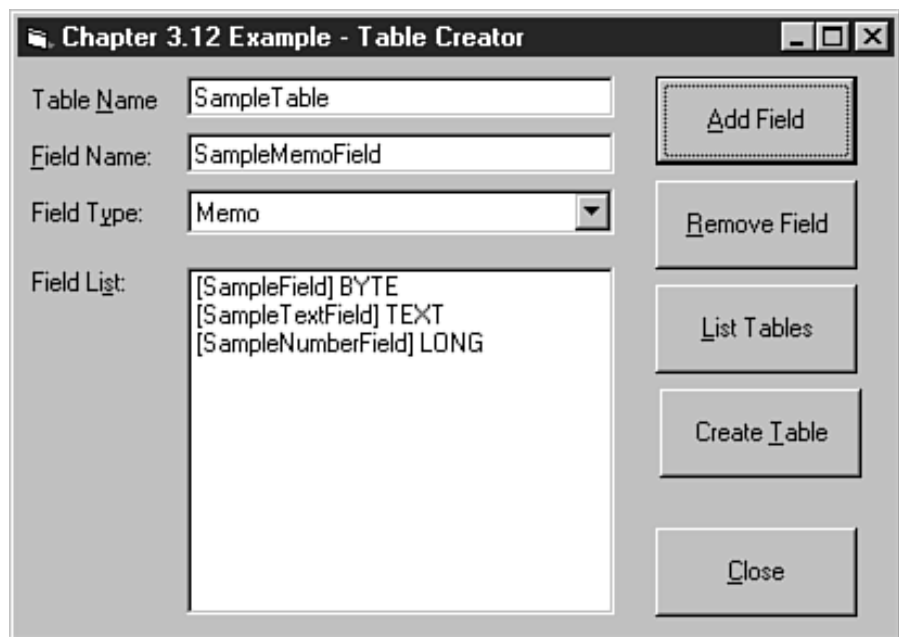 Chapter 3.12 Example - Table Creator
Table Name
SampleTable
Field Name:
SampleMemoField
Field Type:
Memo
Field List:
[SampleField] BYTE
[SampleTextField] TEXT
[SampleNumberField] LONG
Add Field
Remove Field
List Tables
Create Table
Close